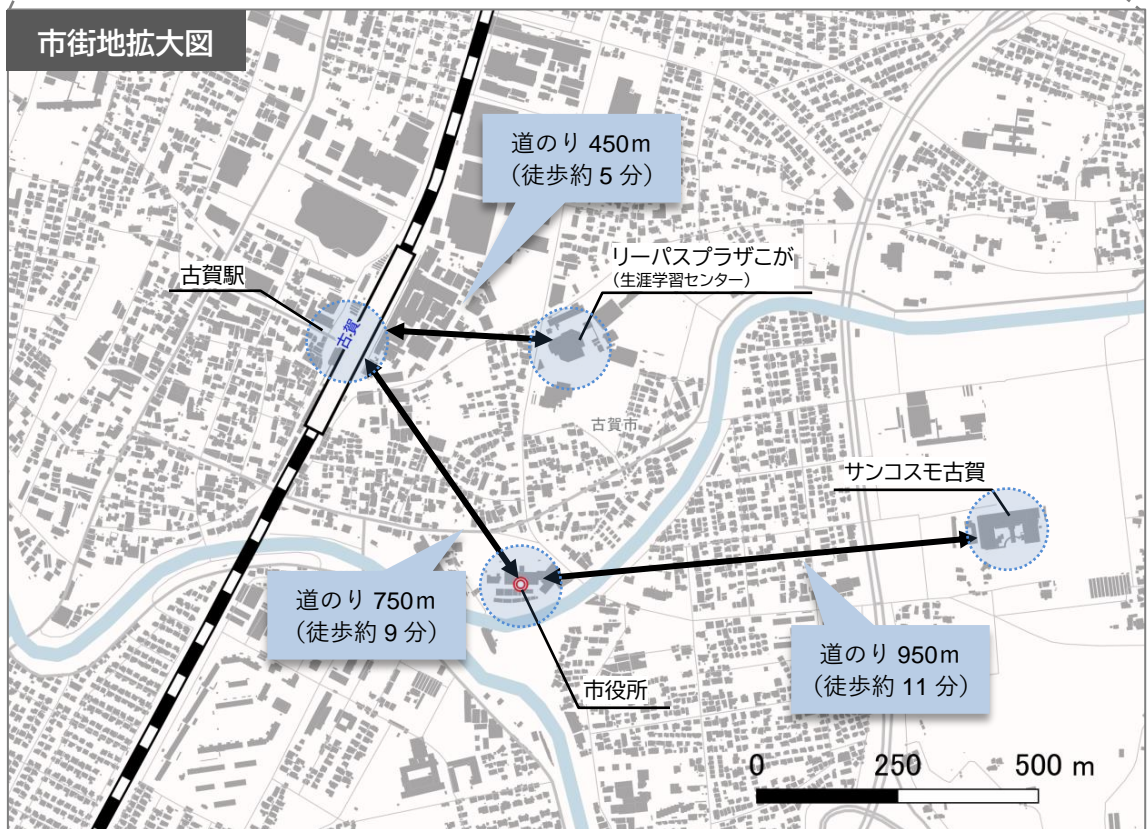 市街地拡大図
道のり 450m
（徒歩約 5 分）
リーパスプラザこが
（生涯学習センター）
古賀駅
古賀
古賀市
サンコスモ古賀
道のり 750m
（徒歩約 9 分）
道のり 950m
（徒歩約 11 分）
市役所
0 250 500 m